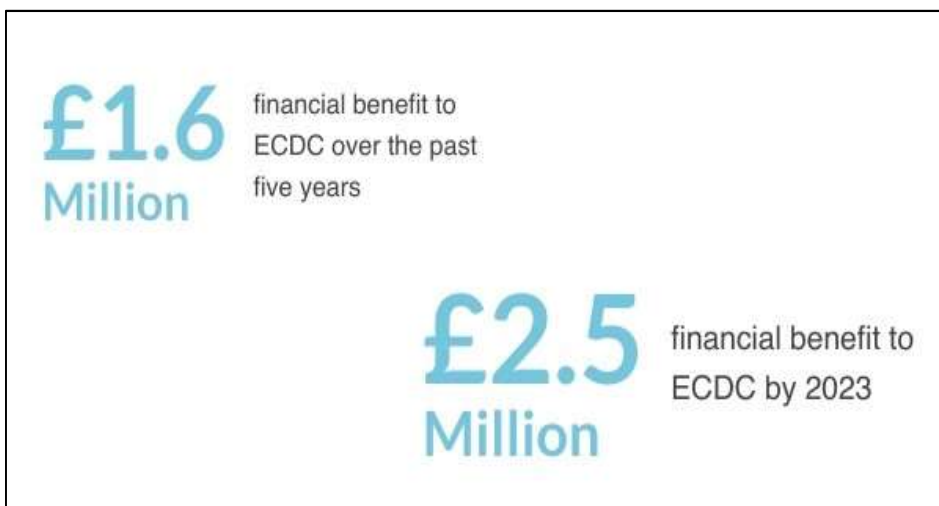 £1.6
Million
financial benefit to
ECDC over the past
five years
£2.5
Million
financial benefit to
ECDC by 2023